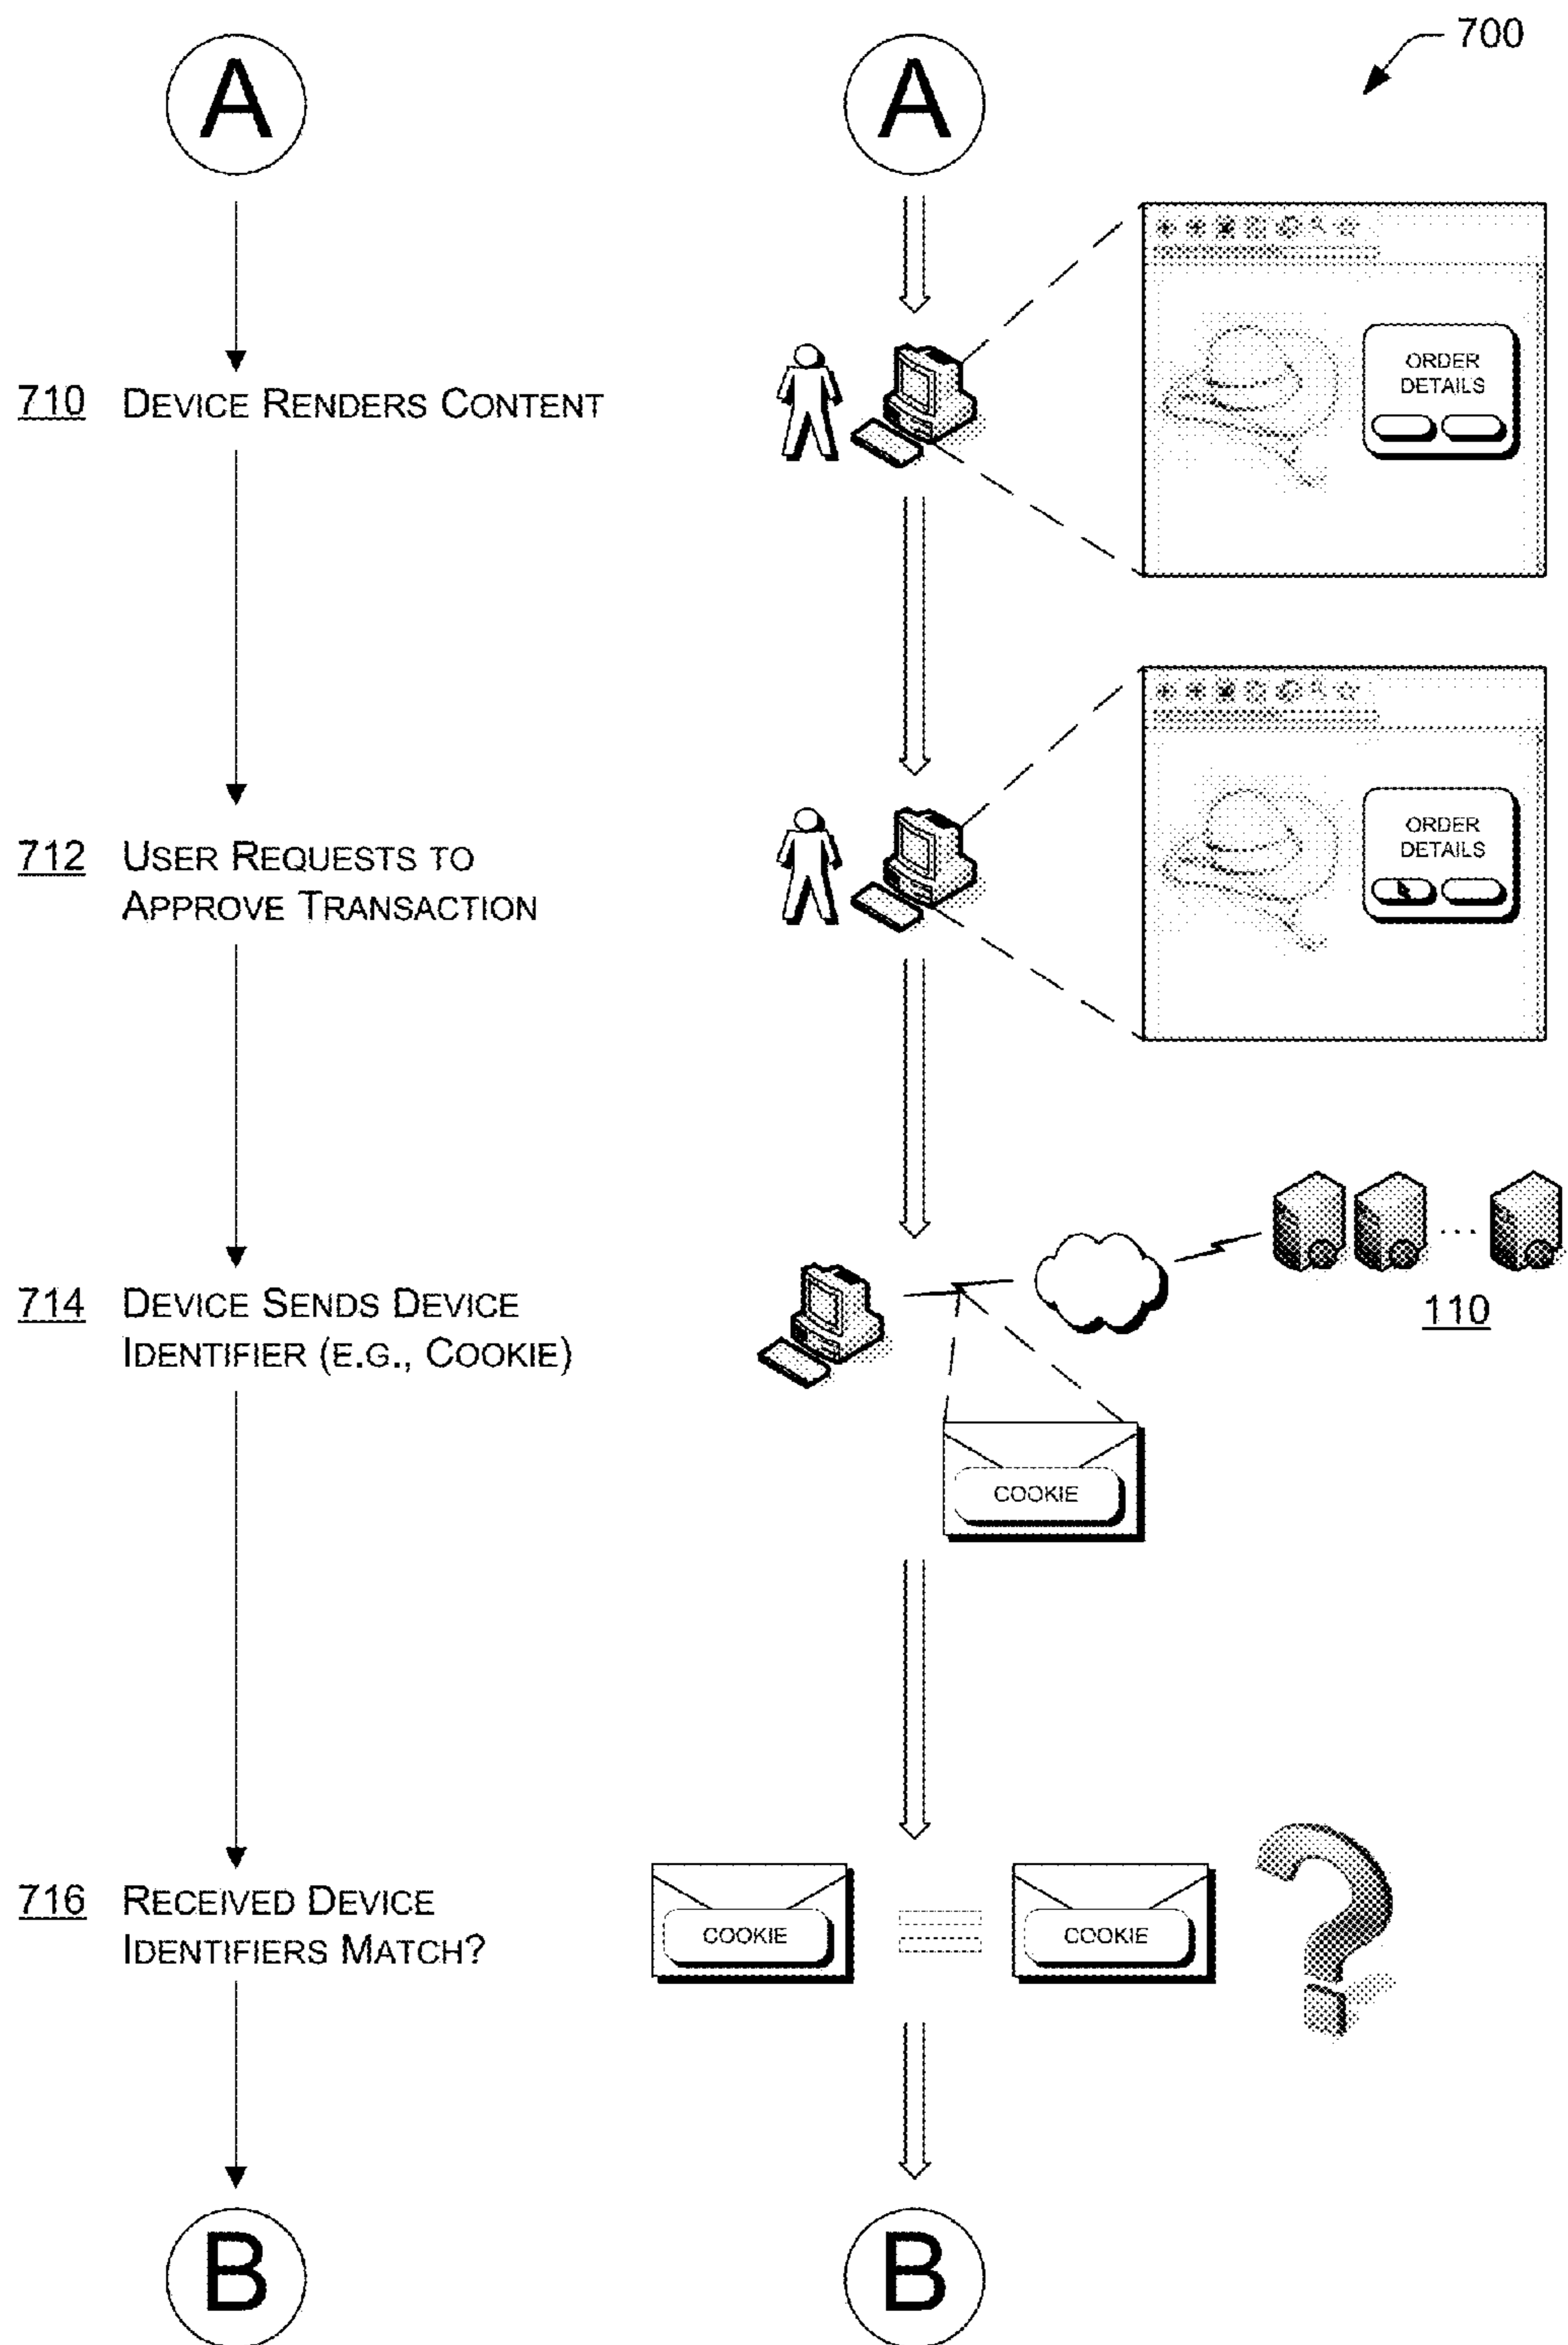 700
A
A
ORDER
DETAILS
710 DEVICE RENDERS CONTENT
ORDER
DETAILS
712 USER REQUESTS TO
APPROVE TRANSACTION
714 DEVICE SENDS DEVICE
IDENTIFIER (E.G., COOKIE)
110
COOKIE
716 RECEIVED DEVICE
IDENTIFIERS MATCH?
COOKIE
=
COOKIE
?
B
B